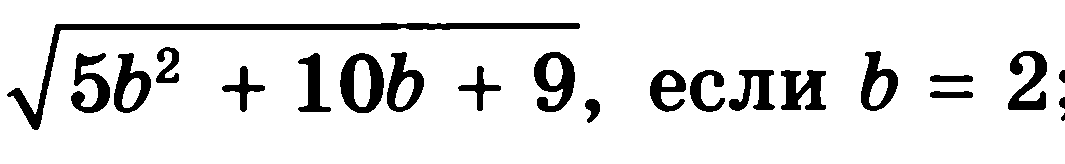 √5b² + 10b + 9, если b = 2;